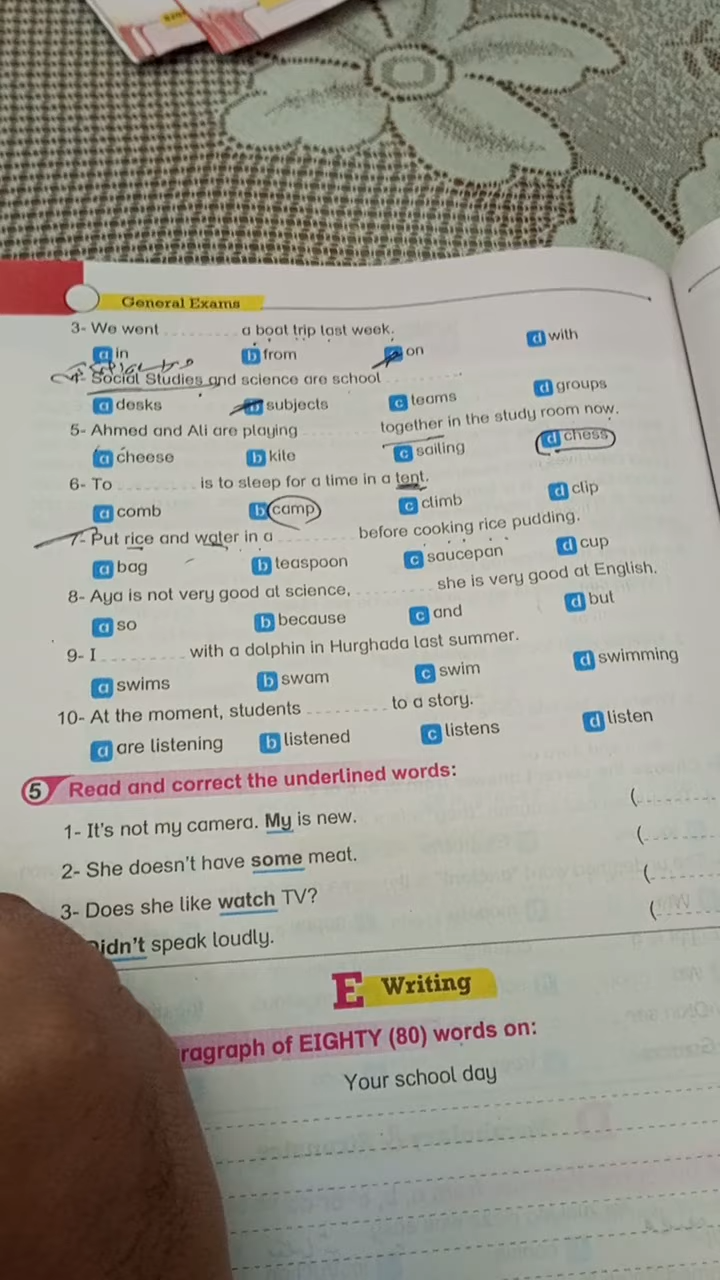 General Exams
3- We went ......... a boat trip last week.
a in b from c on d with
4- Social Studies and science are school .........
a desks b subjects c teams d groups
5- Ahmed and Ali are playing ......... together in the study room now.
a cheese b kite c sailing d chess
6- To ......... is to sleep for a time in a tent.
a comb b camp c climb d clip
7- Put rice and water in a ......... before cooking rice pudding.
a bag b teaspoon c saucepan d cup
8- Aya is not very good at science, ......... she is very good at English.
a so b because c and d but
9- I ......... with a dolphin in Hurghada last summer.
a swims b swam c swim d swimming
10- At the moment, students ......... to a story.
a are listening b listened c listens d listen
5 Read and correct the underlined words:
1- It's not my camera. My is new. (.........
2- She doesn't have some meat. (.........
3- Does she like watch TV? (.........
idn't speak loudly. (.........
E Writing
ragraph of EIGHTY (80) words on:
Your school day